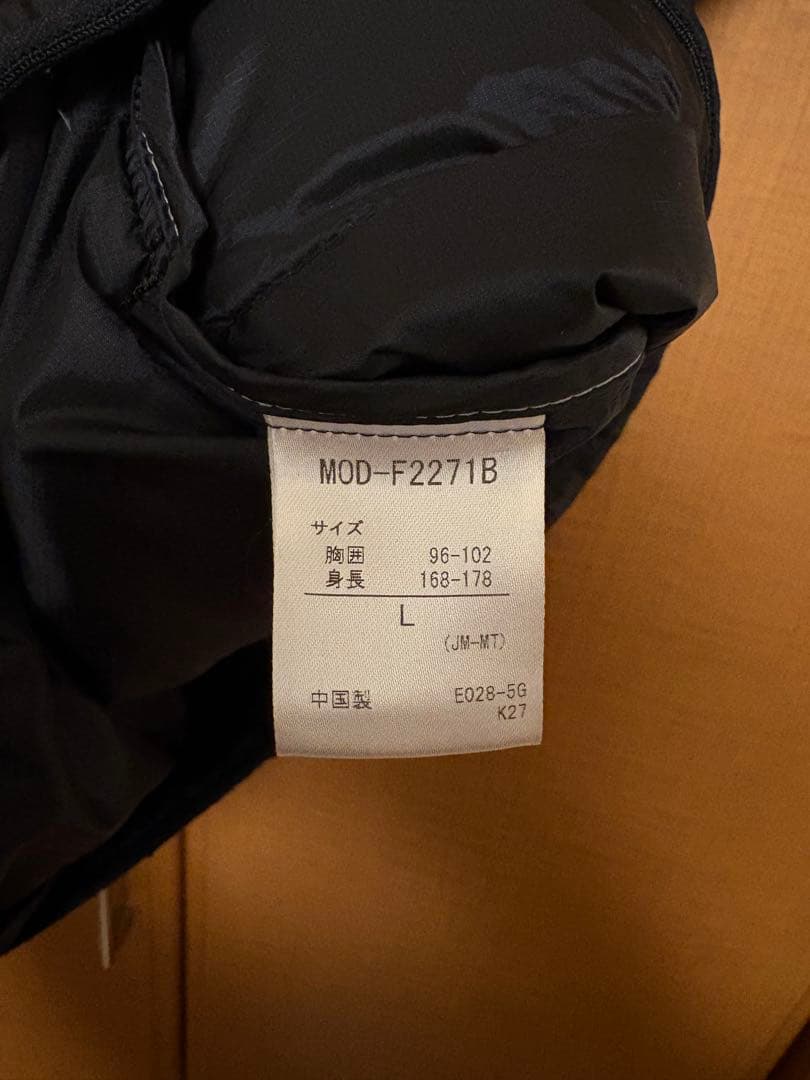 MOD-F2271B
サイズ
胸囲 96-102
身長 168-178
L
(JM-MT)
中国製 E028-5G
K27